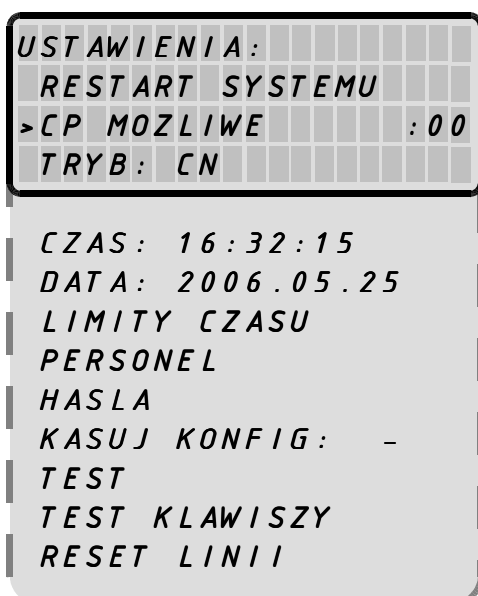 USTAWIENIA:
RESTART SYSTEMU
>CP MOZLIWE :00
TRYB: CN
CZAS: 16:32:15
DATA: 2006.05.25
LIMITY CZASU
PERSONEL
HASLA
KASUJ KONFIG: –
TEST
TEST KLAWISZY
RESET LINII